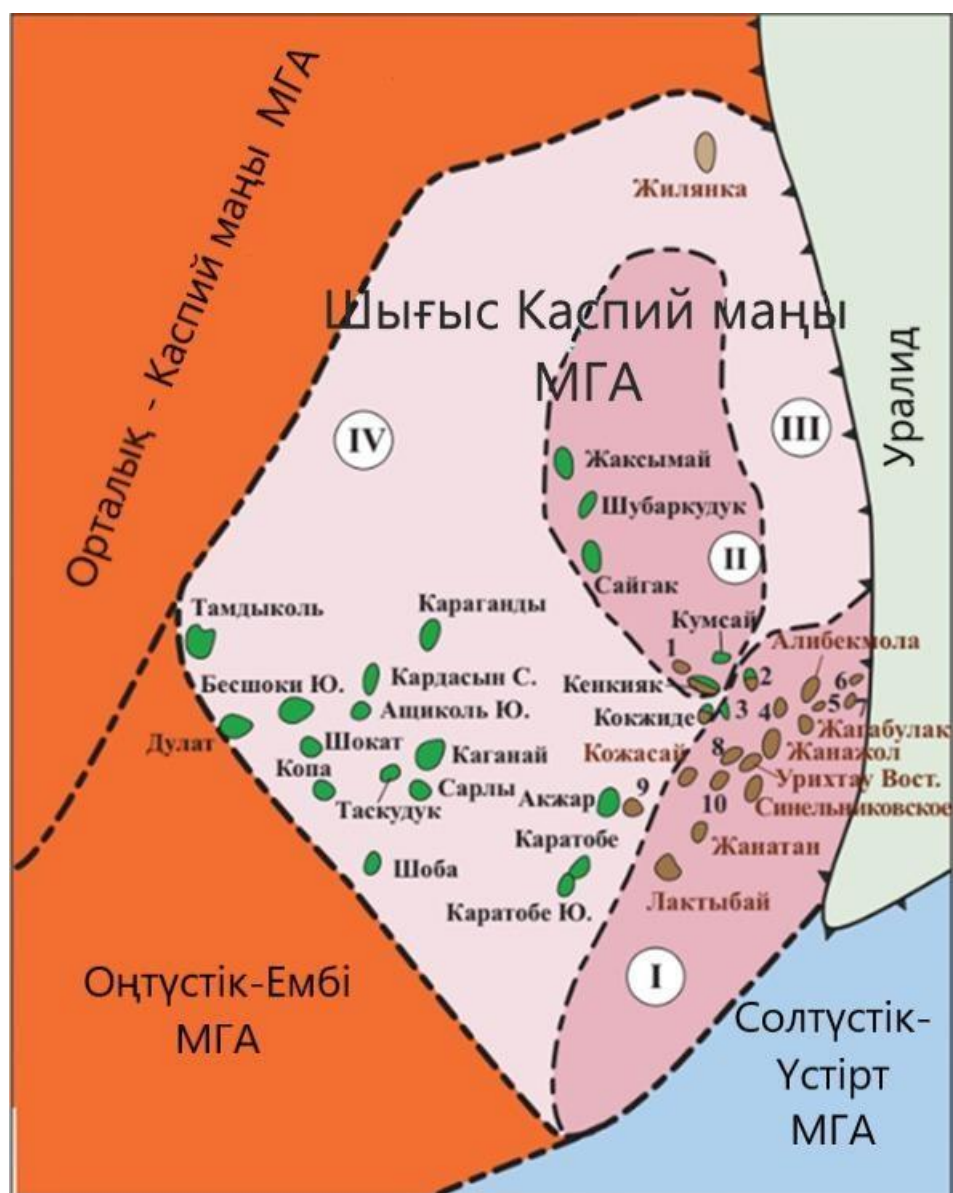 Орталық - Каспий маңы МГА
Жилянка
Шығыс Каспий маңы
МГА
Уралид
IV
III
Жаксымай
Шубаркудук
II
Сайгак
Тамдыколь
Караганды
Кумсай
Алибекмола
1
Бесшоки Ю.
Кардасын С.
Кенкияк
2
6
Ащиколь Ю.
Кокжиде
3
4
5
7
Дулат
Шокат
Жагабулак
Каганай
Кожасай
8
Жанажол
Копа
Урихтау Вост.
Таскудук
Сарлы
Акжар
9
10
Синельниковское
Каратобе
Жанатан
Шоба
Каратобе Ю.
Лактыбай
I
Оңтүстік-Ембі
МГА
Солтүстік-
Үстірт
МГА